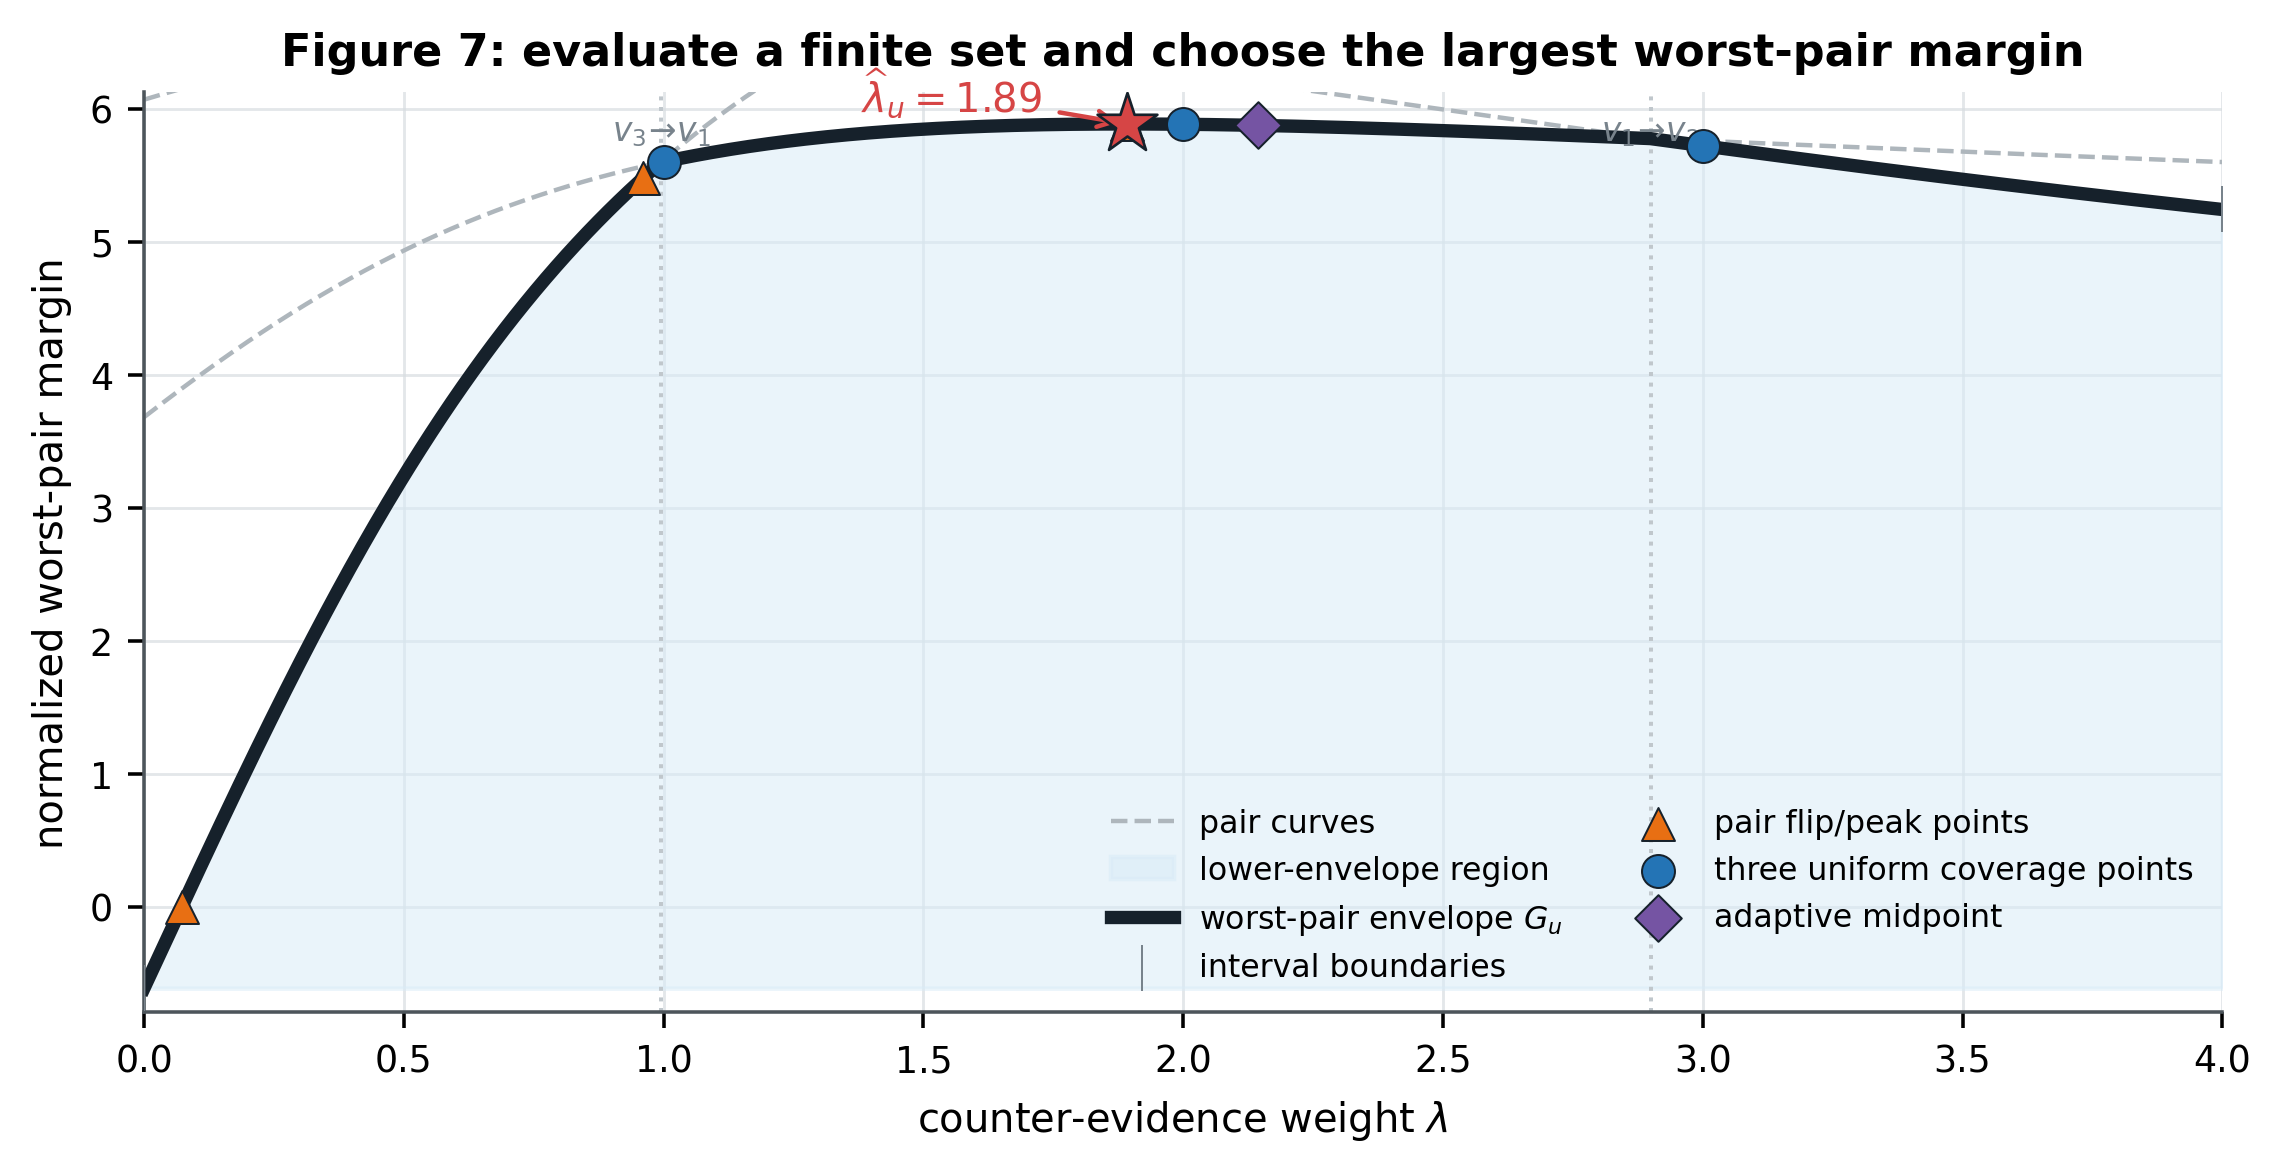 Figure 7: evaluate a finite set and choose the largest worst-pair margin
λ̂ᵤ = 1.89
v₃→v₁
v₁→v
6
5
4
3
2
1
0
normalized worst-pair margin
pair curves
lower-envelope region
worst-pair envelope Gᵤ
interval boundaries
pair flip/peak points
three uniform coverage points
adaptive midpoint
0.0 0.5 1.0 1.5 2.0 2.5 3.0 3.5 4.0
counter-evidence weight λ